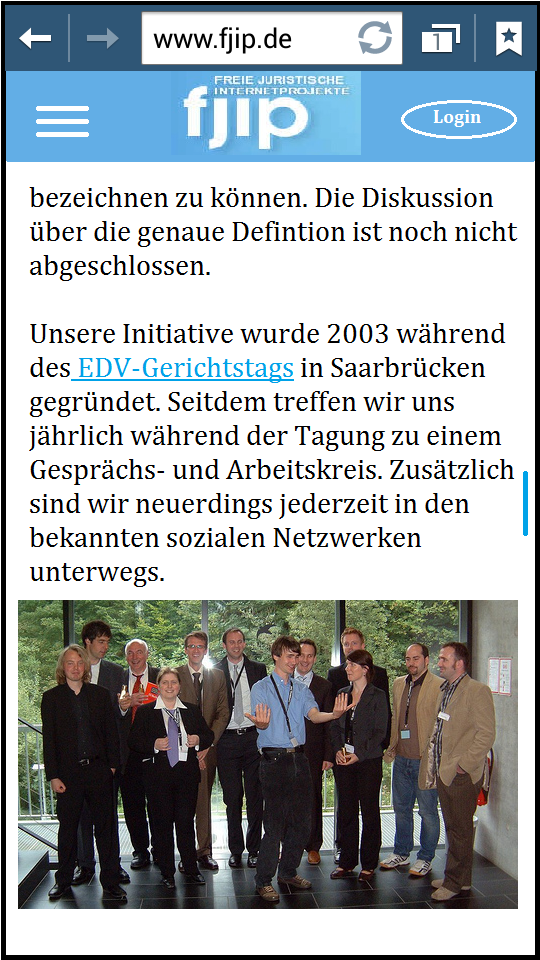 www.fjip.de
1
FREIE JURISTISCHE
INTERNETPROJEKTE
fjip
Login
bezeichnen zu können. Die Diskussion
über die genaue Defintion ist noch nicht
abgeschlossen.
Unsere Initiative wurde 2003 während
des EDV-Gerichtstags in Saarbrücken
gegründet. Seitdem treffen wir uns
jährlich während der Tagung zu einem
Gesprächs- und Arbeitskreis. Zusätzlich
sind wir neuerdings jederzeit in den
bekannten sozialen Netzwerken
unterwegs.